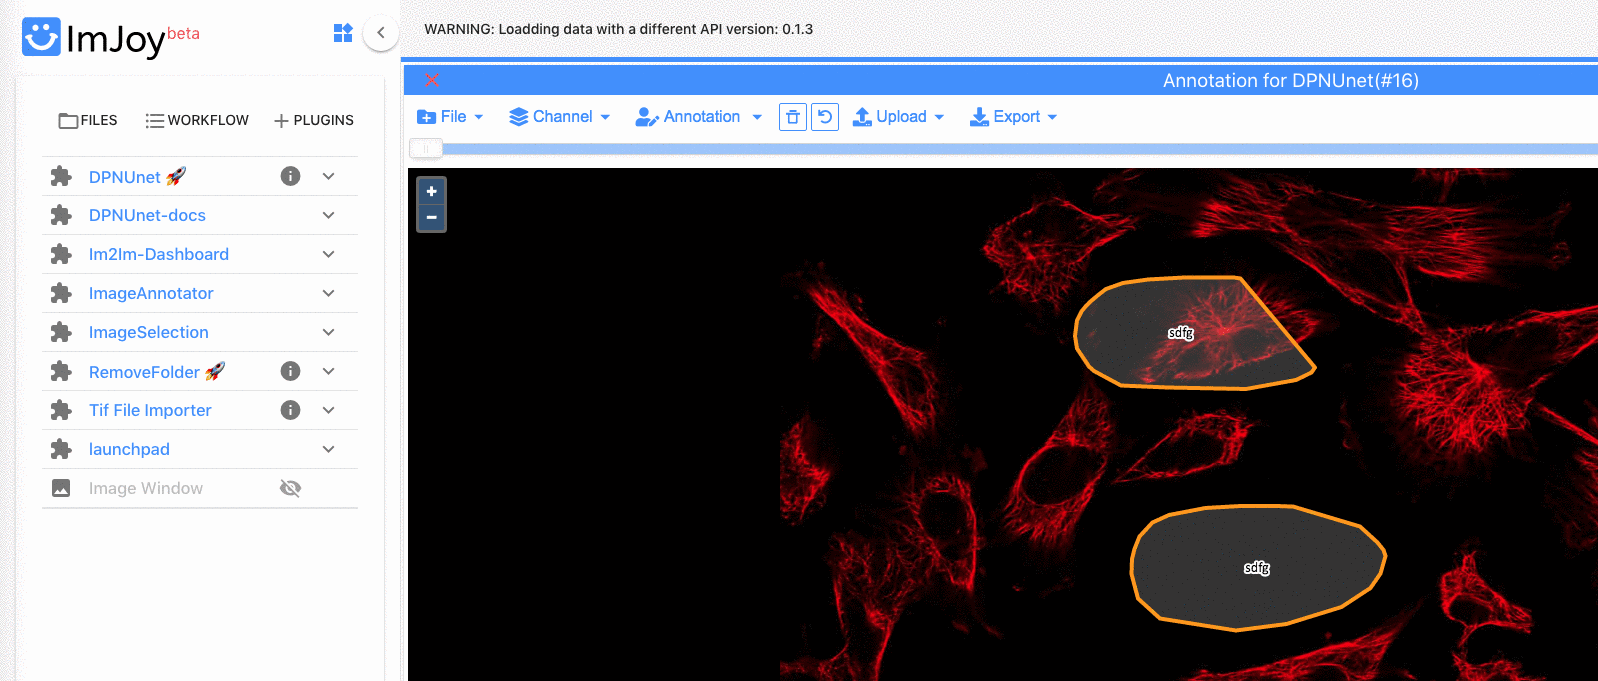 ImJoy beta
WARNING: Loadding data with a different API version: 0.1.3
Annotation for DPNUnet(#16)
FILES WORKFLOW PLUGINS
File Channel Annotation Upload Export
DPNUnet 🚀
DPNUnet-docs
Im2Im-Dashboard
ImageAnnotator
ImageSelection
RemoveFolder 🚀
Tif File Importer
launchpad
Image Window
+
−
sdfg
sdfg